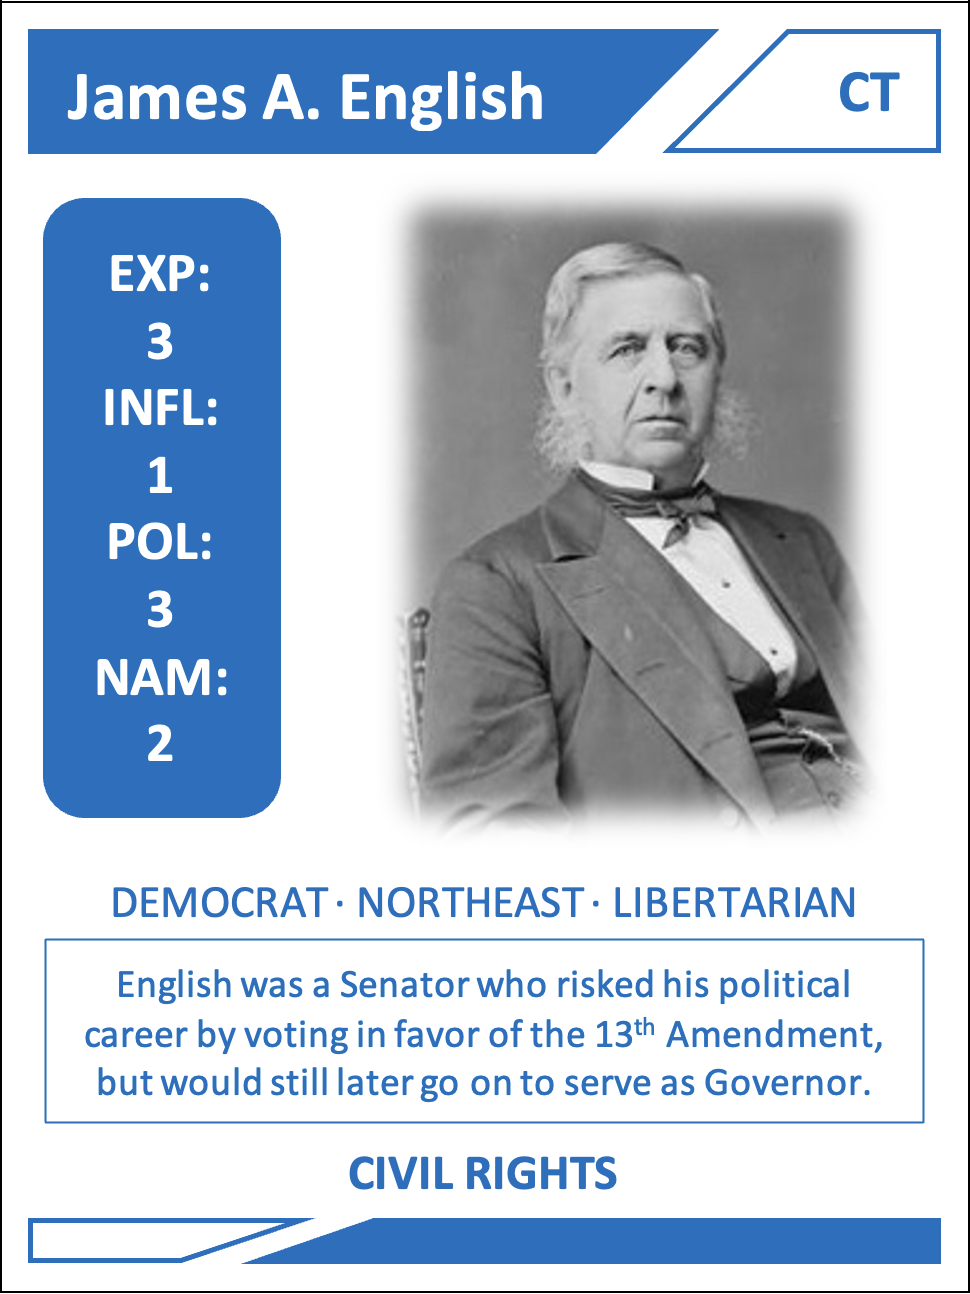 James A. English
CT
EXP:
3
INFL:
1
POL:
3
NAM:
2
DEMOCRAT · NORTHEAST · LIBERTARIAN
English was a Senator who risked his political
career by voting in favor of the 13th Amendment,
but would still later go on to serve as Governor.
CIVIL RIGHTS